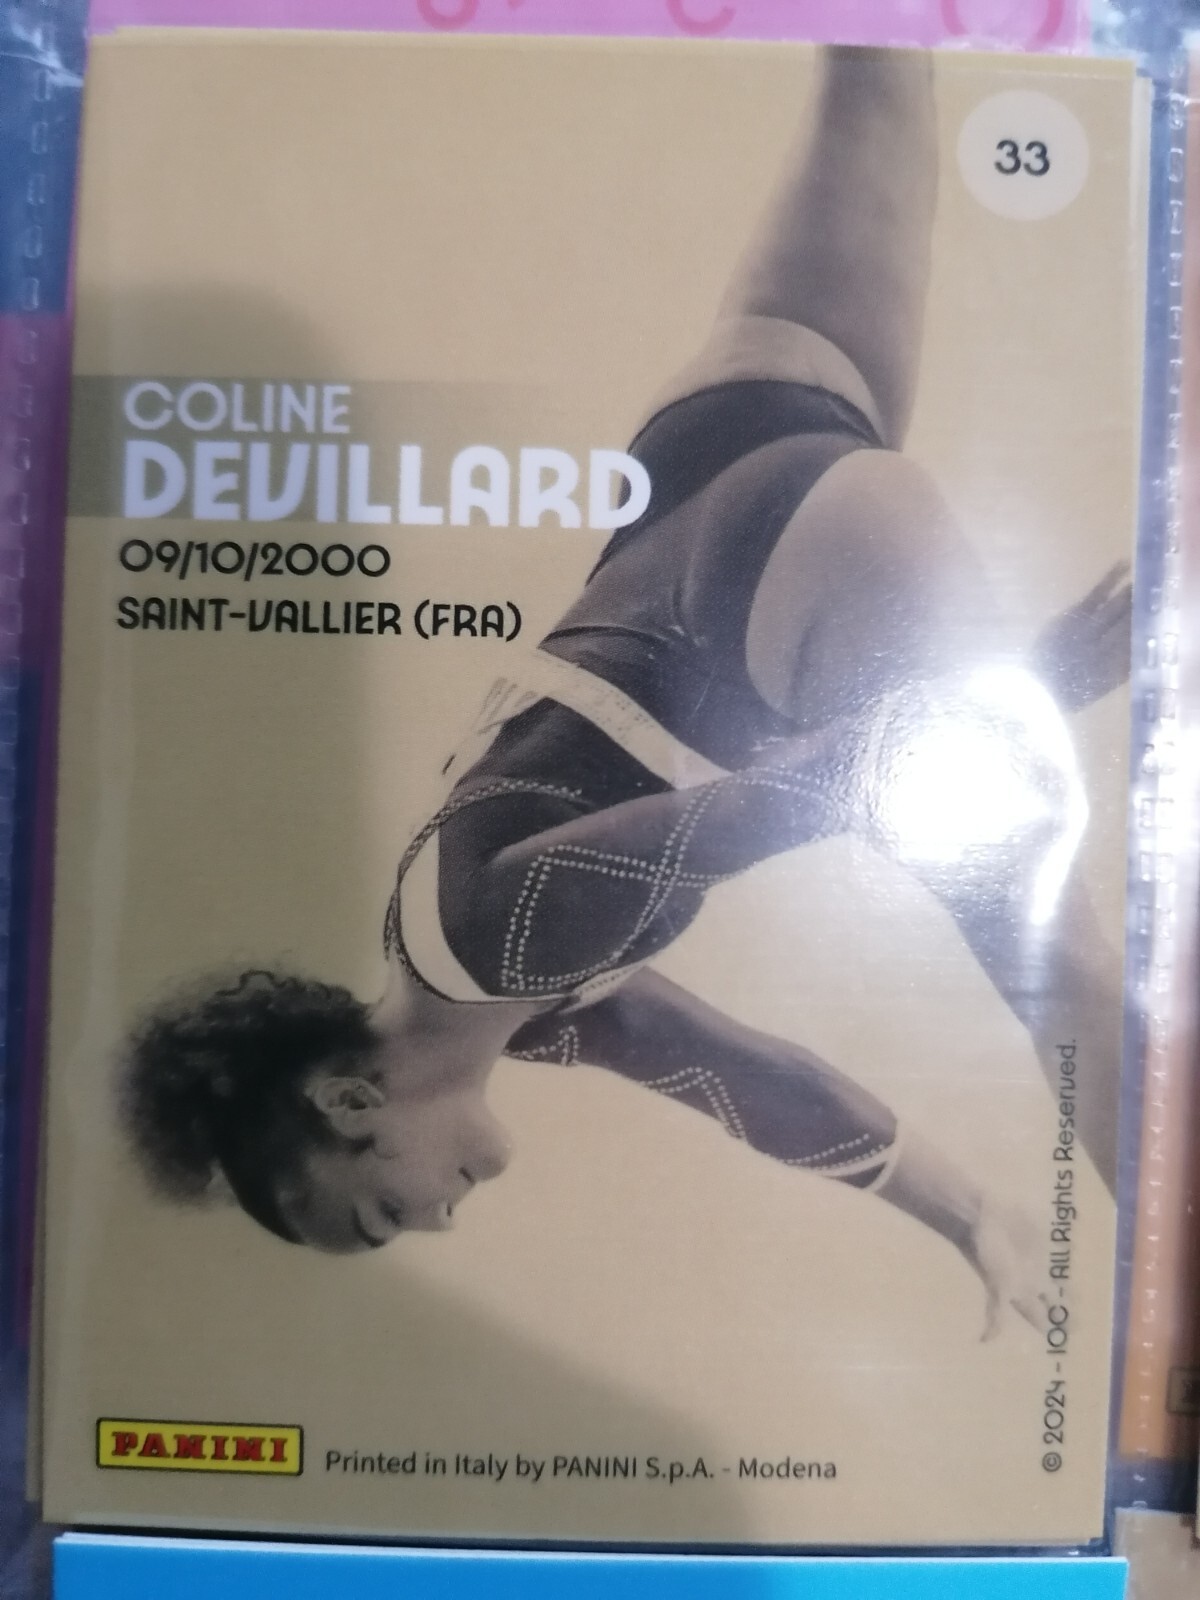 33
COLINE
DEVILLARD
09/10/2000
SAINT-VALLIER (FRA)
© 2024 - IOC - All Rights Reserved.
PANINI
Printed in Italy by PANINI S.p.A. - Modena